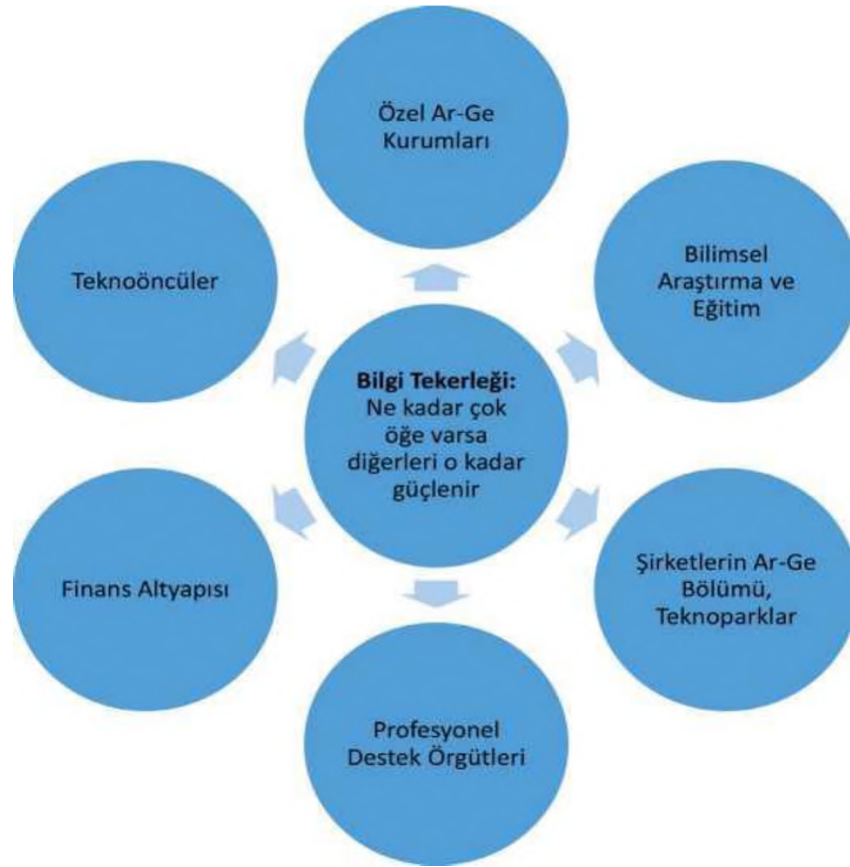 Özel Ar-Ge
Kurumları
Bilimsel
Araştırma ve
Eğitim
Şirketlerin Ar-Ge
Bölümü,
Teknoparklar
Profesyonel
Destek Örgütleri
Finans Altyapısı
Teknoöncüler
Bilgi Tekerleği:
Ne kadar çok
öğe varsa
diğerleri o kadar
güçlenir